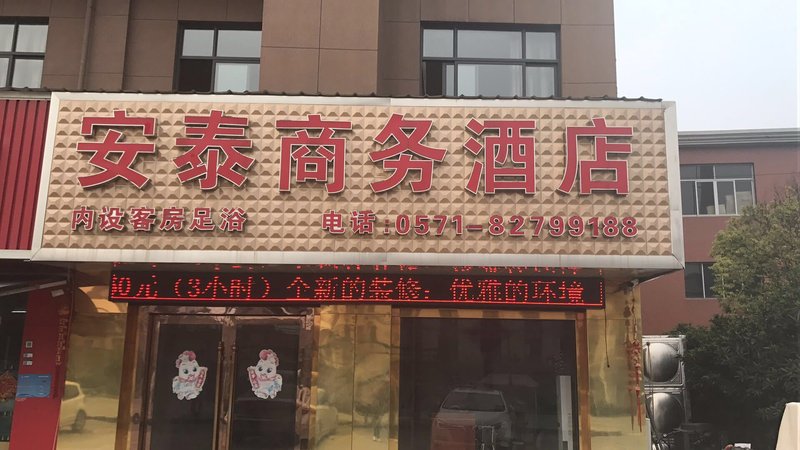 安泰商务酒店
内设客房足浴 电话:0571-82799188
0元（3小时）全新的装修，优雅的环境